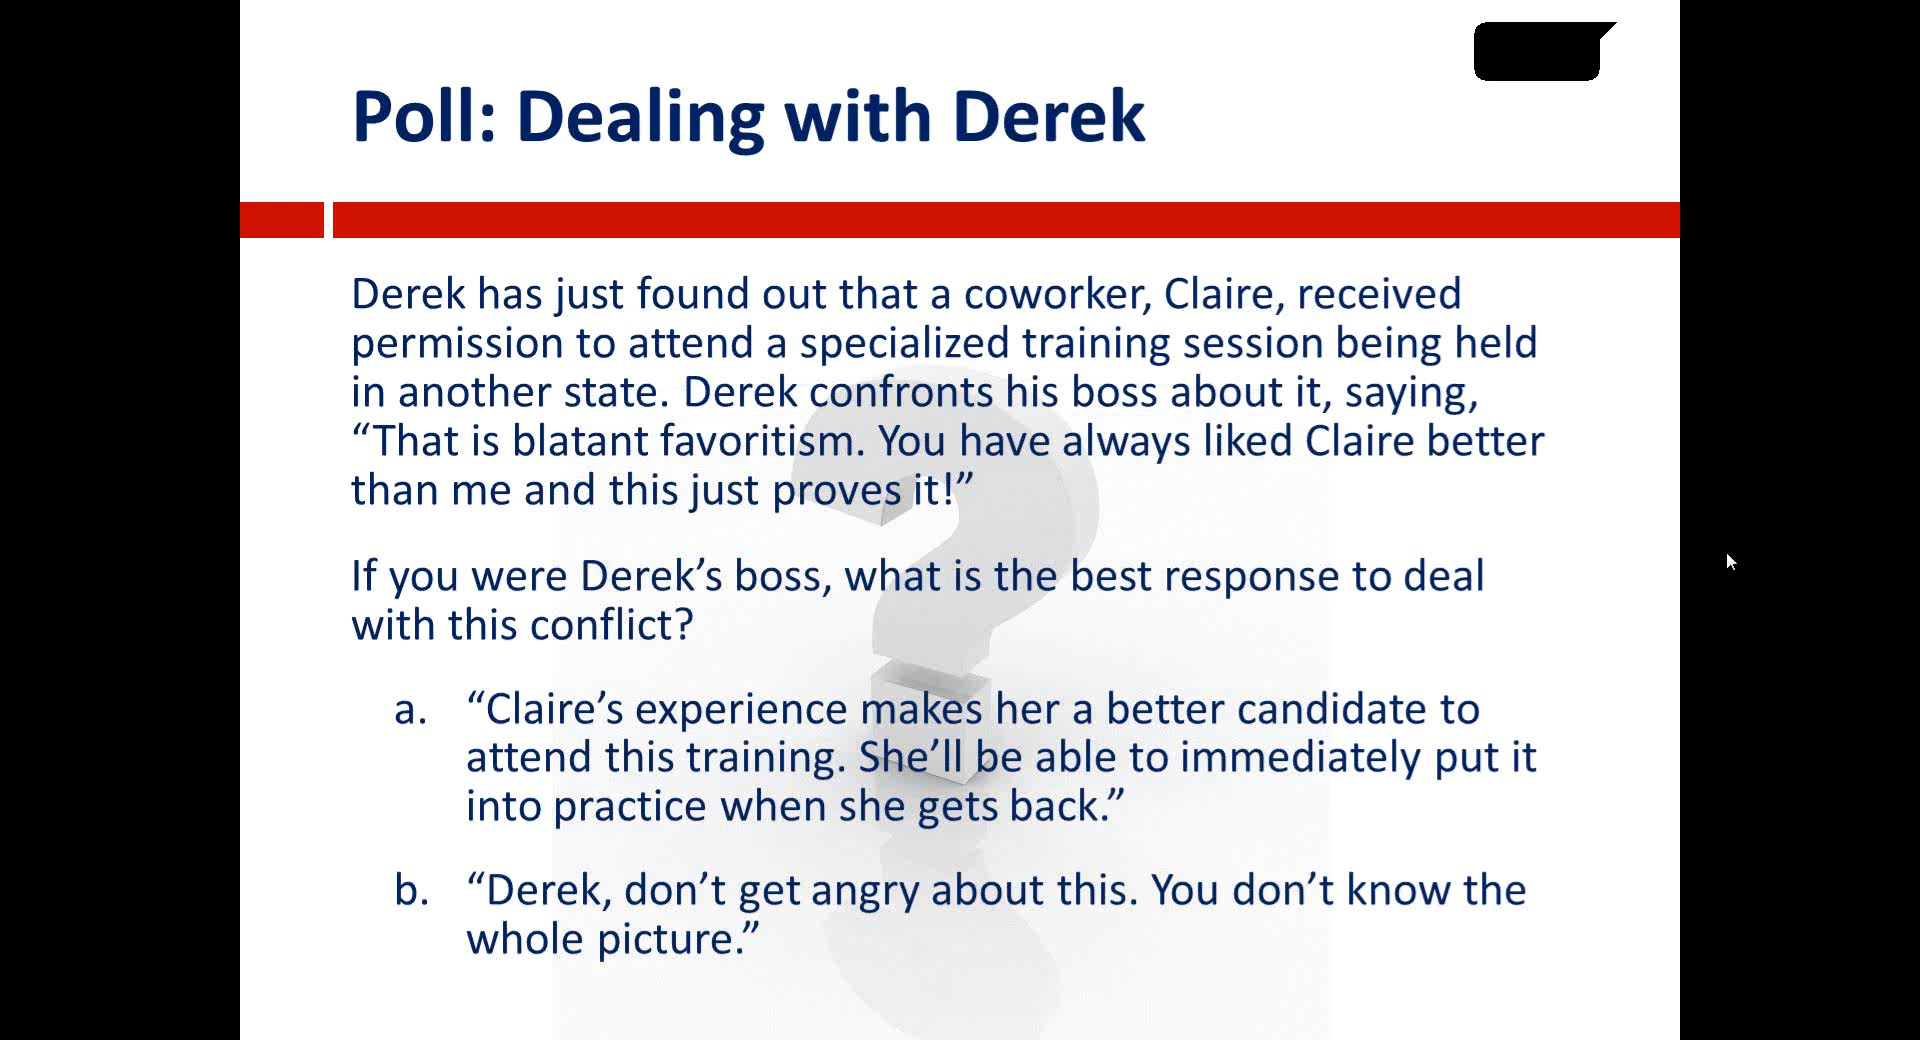 Poll: Dealing with Derek
Derek has just found out that a coworker, Claire, received
permission to attend a specialized training session being held
in another state. Derek confronts his boss about it, saying,
“That is blatant favoritism. You have always liked Claire better
than me and this just proves it!”
If you were Derek’s boss, what is the best response to deal
with this conflict?
a. “Claire’s experience makes her a better candidate to
attend this training. She’ll be able to immediately put it
into practice when she gets back.”
b. “Derek, don’t get angry about this. You don’t know the
whole picture.”